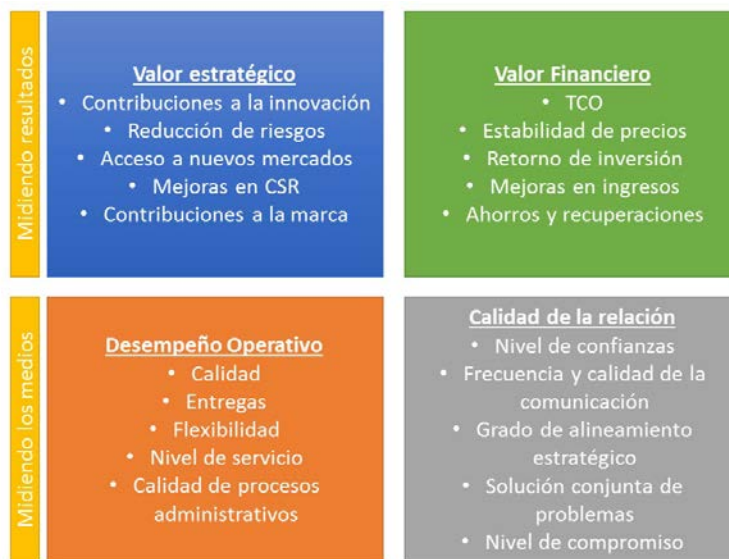 Midiendo resultados
Valor estratégico
• Contribuciones a la innovación
• Reducción de riesgos
• Acceso a nuevos mercados
• Mejoras en CSR
• Contribuciones a la marca
Valor Financiero
• TCO
• Estabilidad de precios
• Retorno de inversión
• Mejoras en ingresos
• Ahorros y recuperaciones
Midiendo los medios
Desempeño Operativo
• Calidad
• Entregas
• Flexibilidad
• Nivel de servicio
• Calidad de procesos
administrativos
Calidad de la relación
• Nivel de confianzas
• Frecuencia y calidad de la
comunicación
• Grado de alineamiento
estratégico
• Solución conjunta de
problemas
• Nivel de compromiso